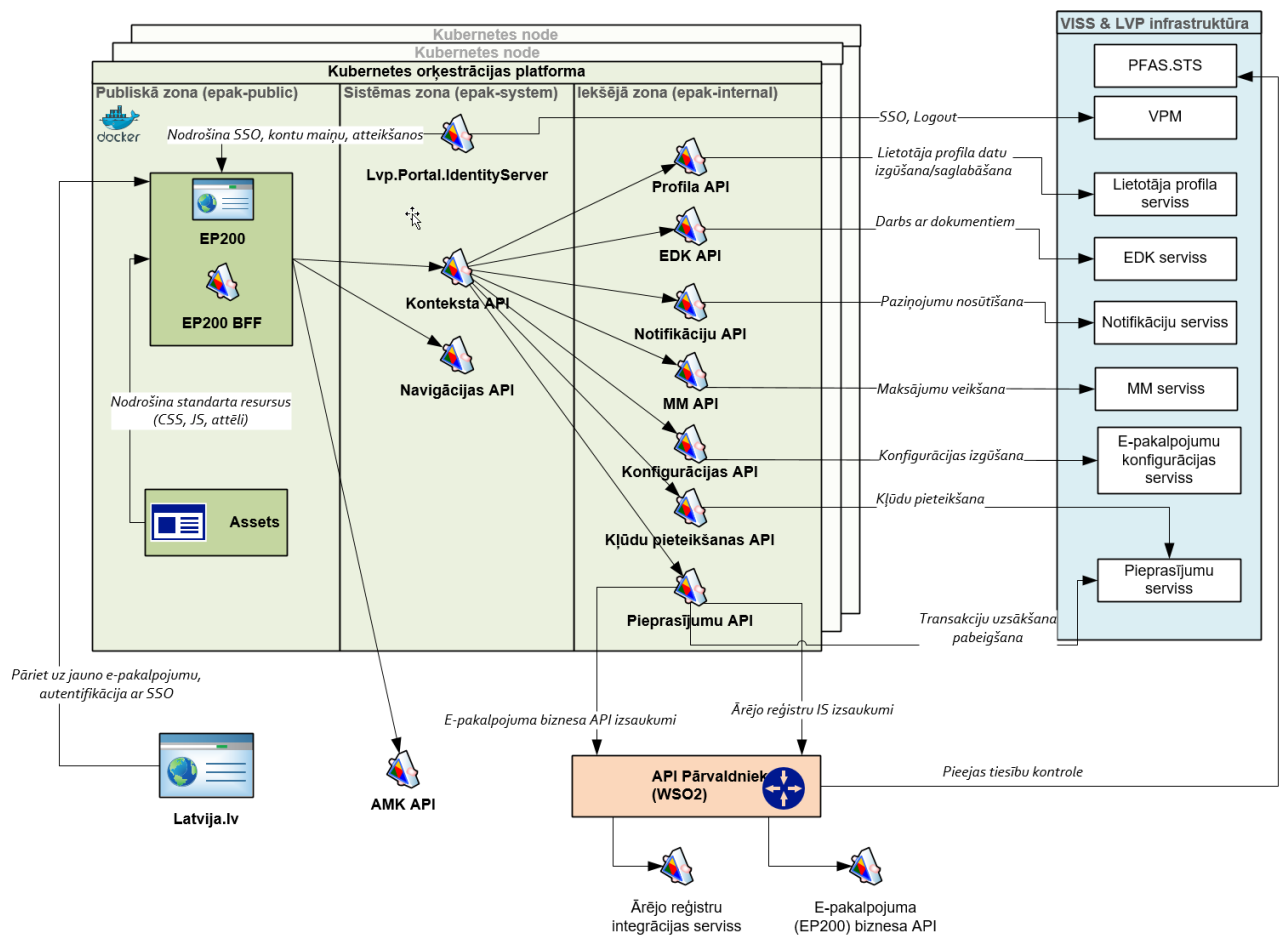 Kubernetes node
Kubernetes node
Kubernetes orķestrācijas platforma
Publiskā zona (epak-public)
Sistēmas zona (epak-system)
Iekšējā zona (epak-internal)
docker
Nodrošina SSO, kontu maiņu, atteikšanos
Lvp.Portal.IdentityServer
EP200
EP200 BFF
Konteksta API
Navigācijas API
Nodrošina standarta resursus
(CSS, JS, attēli)
Assets
Profila API
EDK API
Notifikāciju API
MM API
Konfigurācijas API
Kļūdu pieteikšanas API
Pieprasījumu API
SSO, Logout
Lietotāja profila datu
izgūšana/saglabāšana
Darbs ar dokumentiem
Paziņojumu nosūtīšana
Maksājumu veikšana
Konfigurācijas izgūšana
Kļūdu pieteikšana
Transakciju uzsākšana
pabeigšana
VISS & LVP infrastruktūra
PFAS.STS
VPM
Lietotāja profila
serviss
EDK serviss
Notifikāciju serviss
MM serviss
E-pakalpojumu
konfigurācijas
serviss
Pieprasījumu
serviss
Pāriet uz jauno e-pakalpojumu,
autentifikācija ar SSO
Latvija.lv
AMK API
E-pakalpojuma biznesa API izsaukumi
Ārējo reģistru IS izsaukumi
API Pārvaldniek
(WSO2)
Pieejas tiesību kontrole
Ārējo reģistru
integrācijas serviss
E-pakalpojuma
(EP200) biznesa API